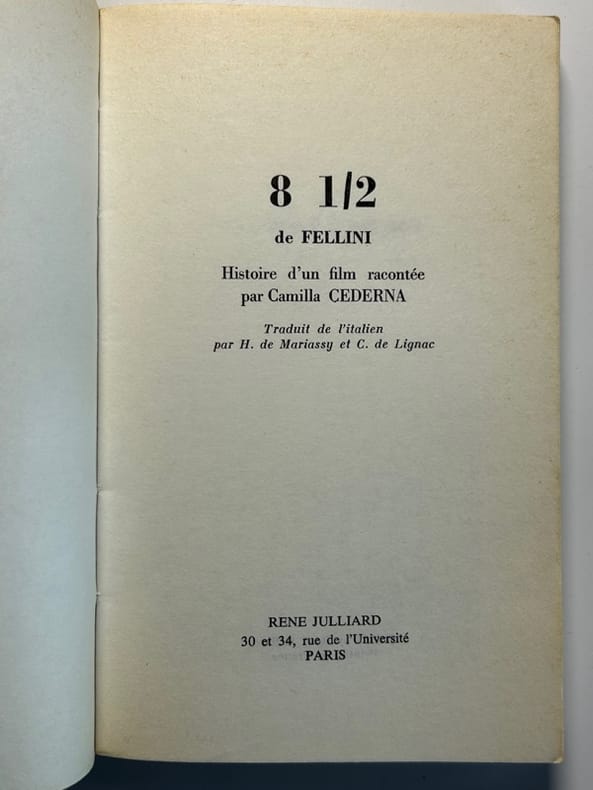 8 1/2
de FELLINI
Histoire d'un film racontée
par Camilla CEDERNA
Traduit de l'italien
par H. de Mariassy et C. de Lignac
RENE JULLIARD
30 et 34, rue de l'Université
PARIS